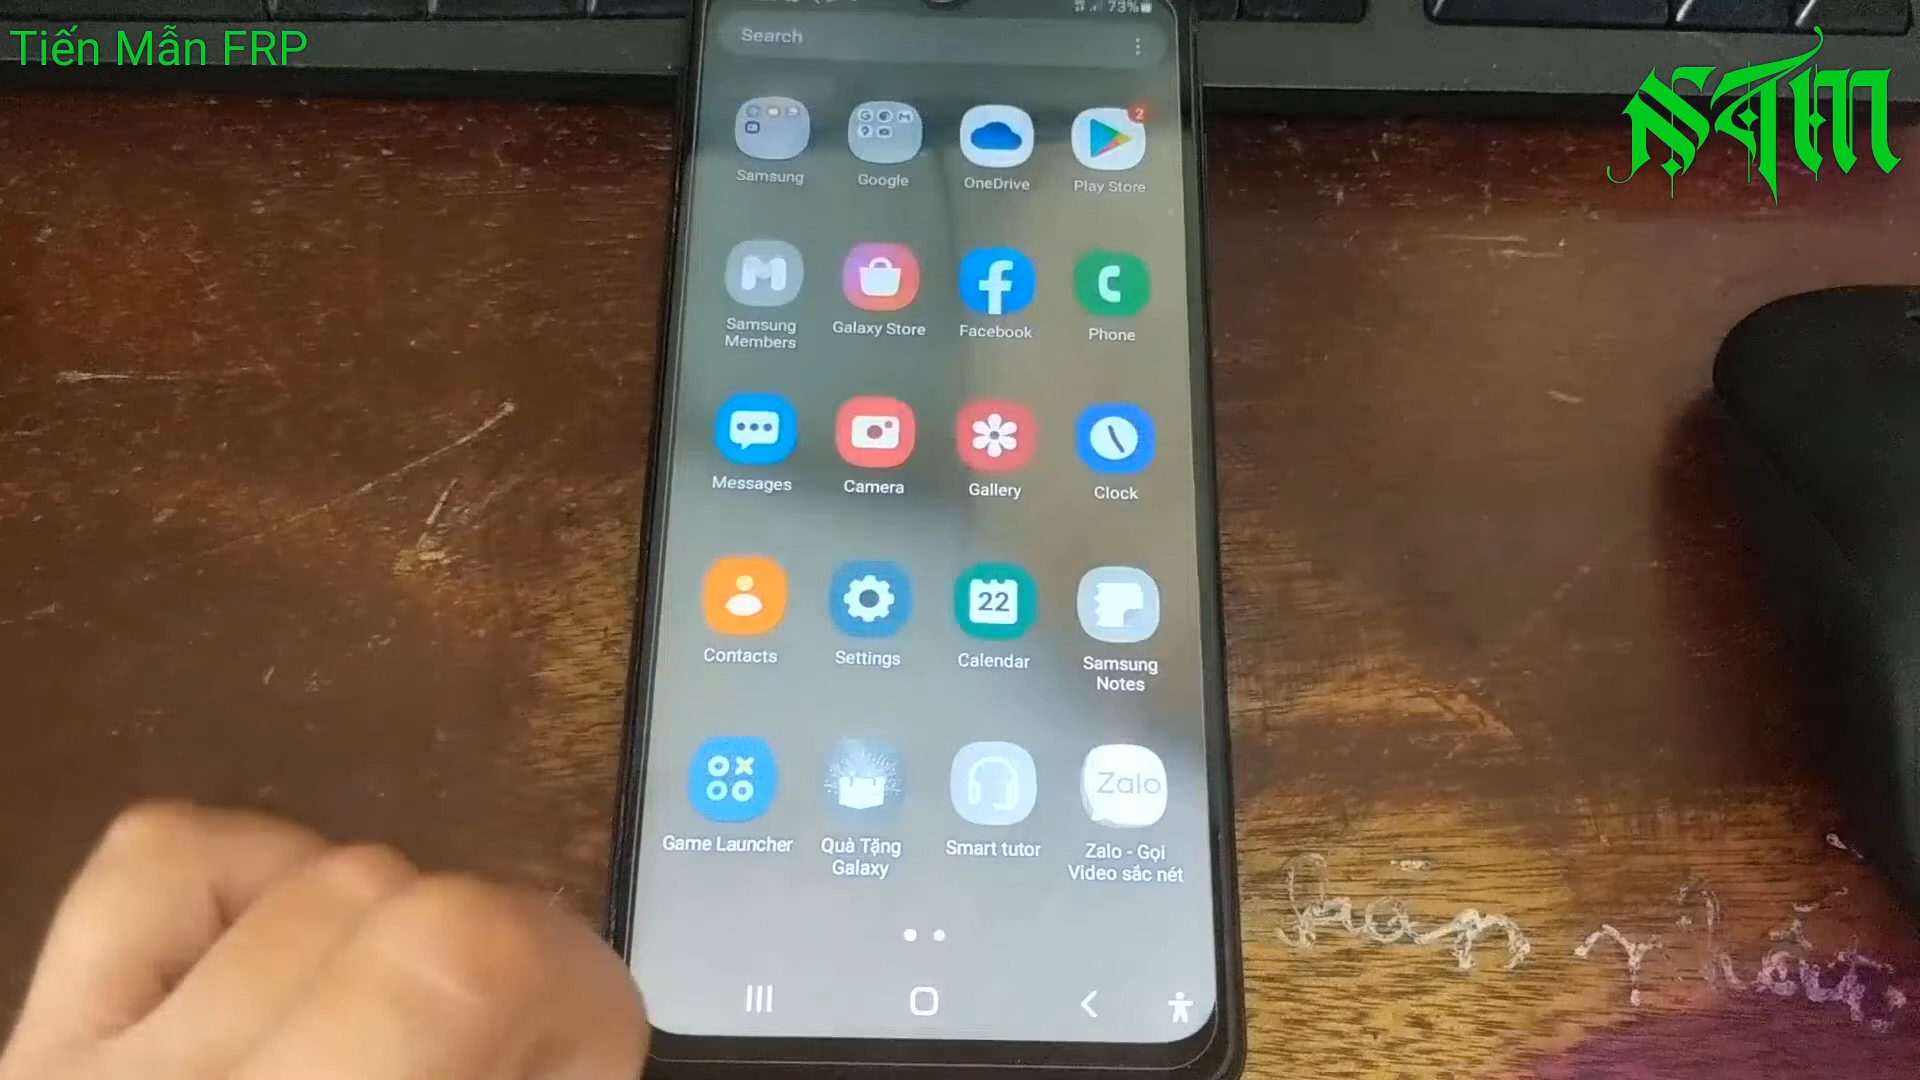 Tiến Mẫn FRP
NAM
73%
Search
2
Samsung
Google
OneDrive
Play Store
Samsung
Members
Galaxy Store
Facebook
Phone
Messages
Camera
Gallery
Clock
Contacts
Settings
22
Calendar
Samsung
Notes
Game Launcher
Quà Tặng
Galaxy
Smart tutor
Zalo
Zalo - Gọi
Video sắc nét